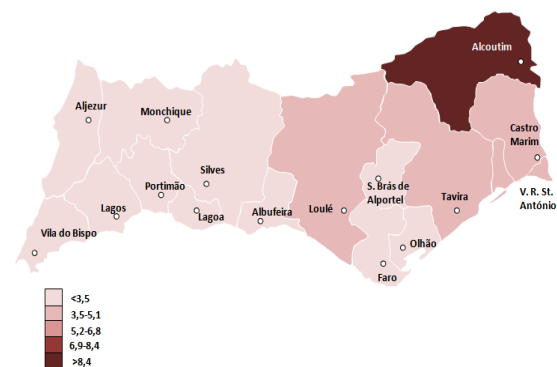 Alcoutim
Aljezur
Monchique
Castro
Marim
Silves
Portimão
S. Brás de
Alportel
Tavira
V. R. St.
António
Lagos
Lagoa
Albufeira
Loulé
Vila do Bispo
Olhão
Faro
<3,5
3,5-5,1
5,2-6,8
6,9-8,4
>8,4